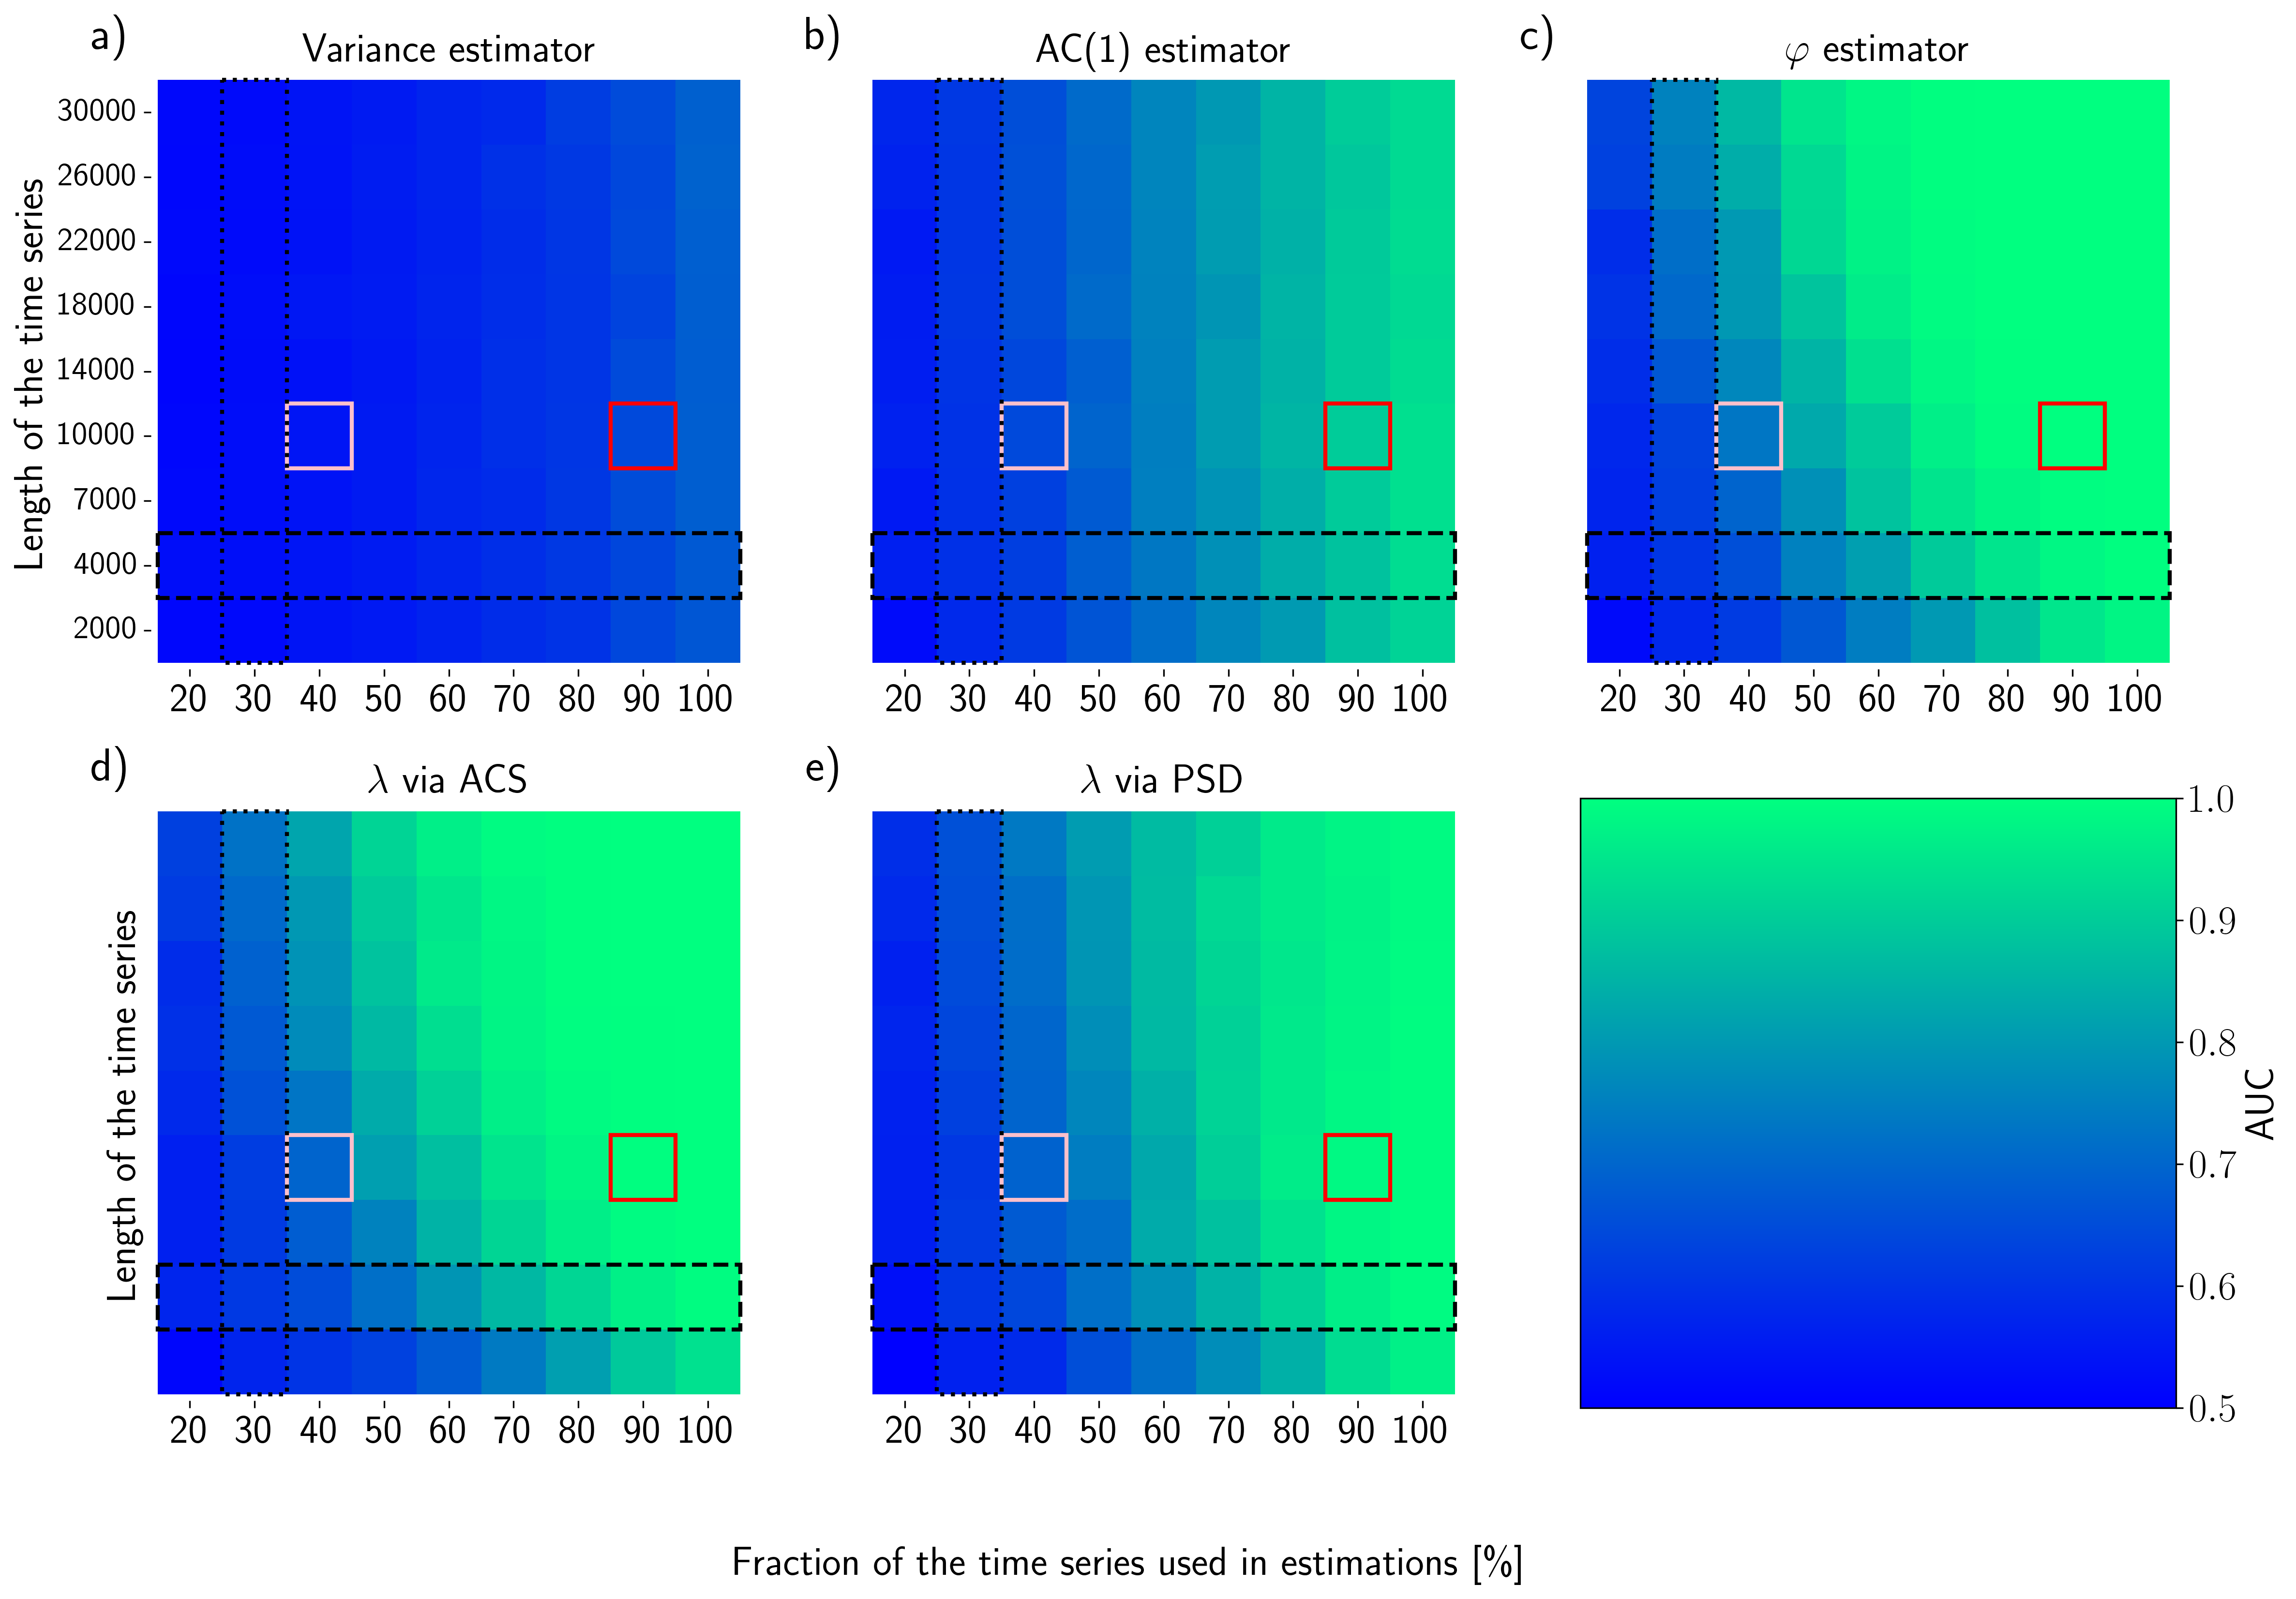 a)
Variance estimator
b)
AC(1) estimator
c)
φ estimator
Length of the time series
30000
26000
22000
18000
14000
10000
7000
4000
2000
20 30 40 50 60 70 80 90 100
20 30 40 50 60 70 80 90 100
20 30 40 50 60 70 80 90 100
d)
λ via ACS
e)
λ via PSD
Length of the time series
20 30 40 50 60 70 80 90 100
20 30 40 50 60 70 80 90 100
1.0
0.9
0.8
0.7
0.6
0.5
AUC
Fraction of the time series used in estimations [%]